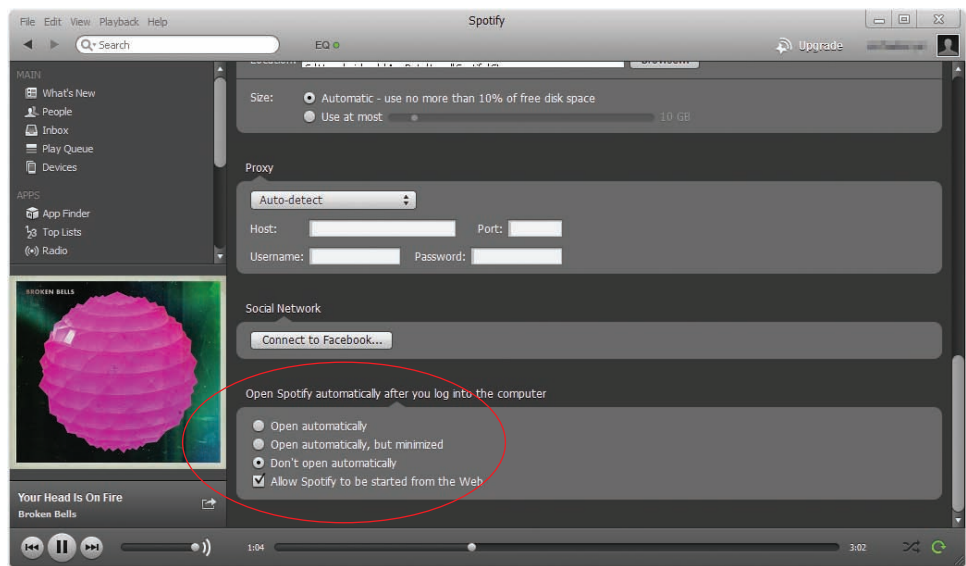 File Edit View Playback Help
Spotify
Search
EQ
Upgrade
MAIN
What's New
People
Inbox
Play Queue
Devices
APPS
App Finder
Top Lists
Radio
BROKEN BELLS
Your Head Is On Fire
Broken Bells
Size:
Automatic - use no more than 10% of free disk space
Use at most 10 GB
Proxy
Auto-detect
Host: Port:
Username: Password:
Social Network
Connect to Facebook...
Open Spotify automatically after you log into the computer
Open automatically
Open automatically, but minimized
Don't open automatically
Allow Spotify to be started from the Web
1:04 3:02